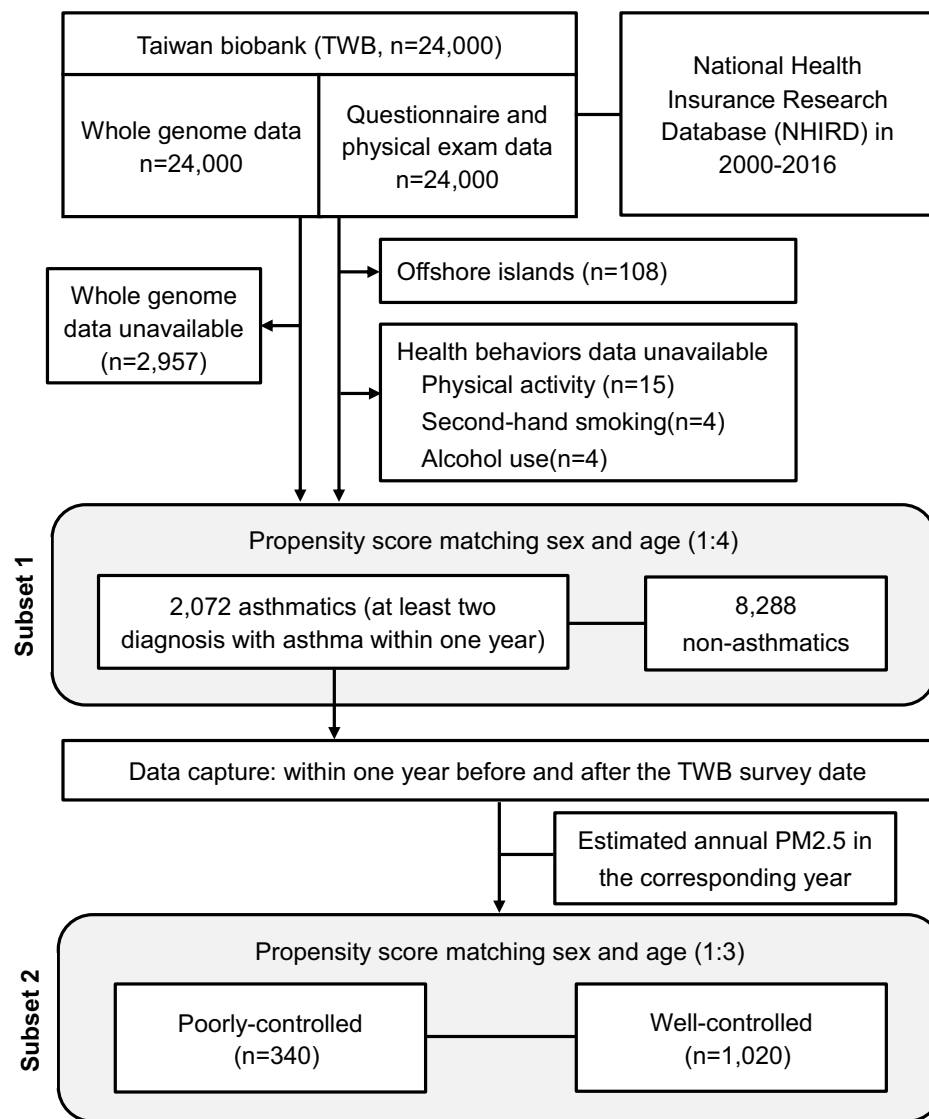 Taiwan biobank (TWB, n=24,000)
Whole genome data
n=24,000
Questionnaire and
physical exam data
n=24,000
National Health
Insurance Research
Database (NHIRD) in
2000-2016
Offshore islands (n=108)
Whole genome
data unavailable
(n=2,957)
Health behaviors data unavailable
Physical activity (n=15)
Second-hand smoking(n=4)
Alcohol use(n=4)
Subset 1
Propensity score matching sex and age (1:4)
2,072 asthmatics (at least two
diagnosis with asthma within one year)
8,288
non-asthmatics
Data capture: within one year before and after the TWB survey date
Estimated annual PM2.5 in
the corresponding year
Subset 2
Propensity score matching sex and age (1:3)
Poorly-controlled
(n=340)
Well-controlled
(n=1,020)